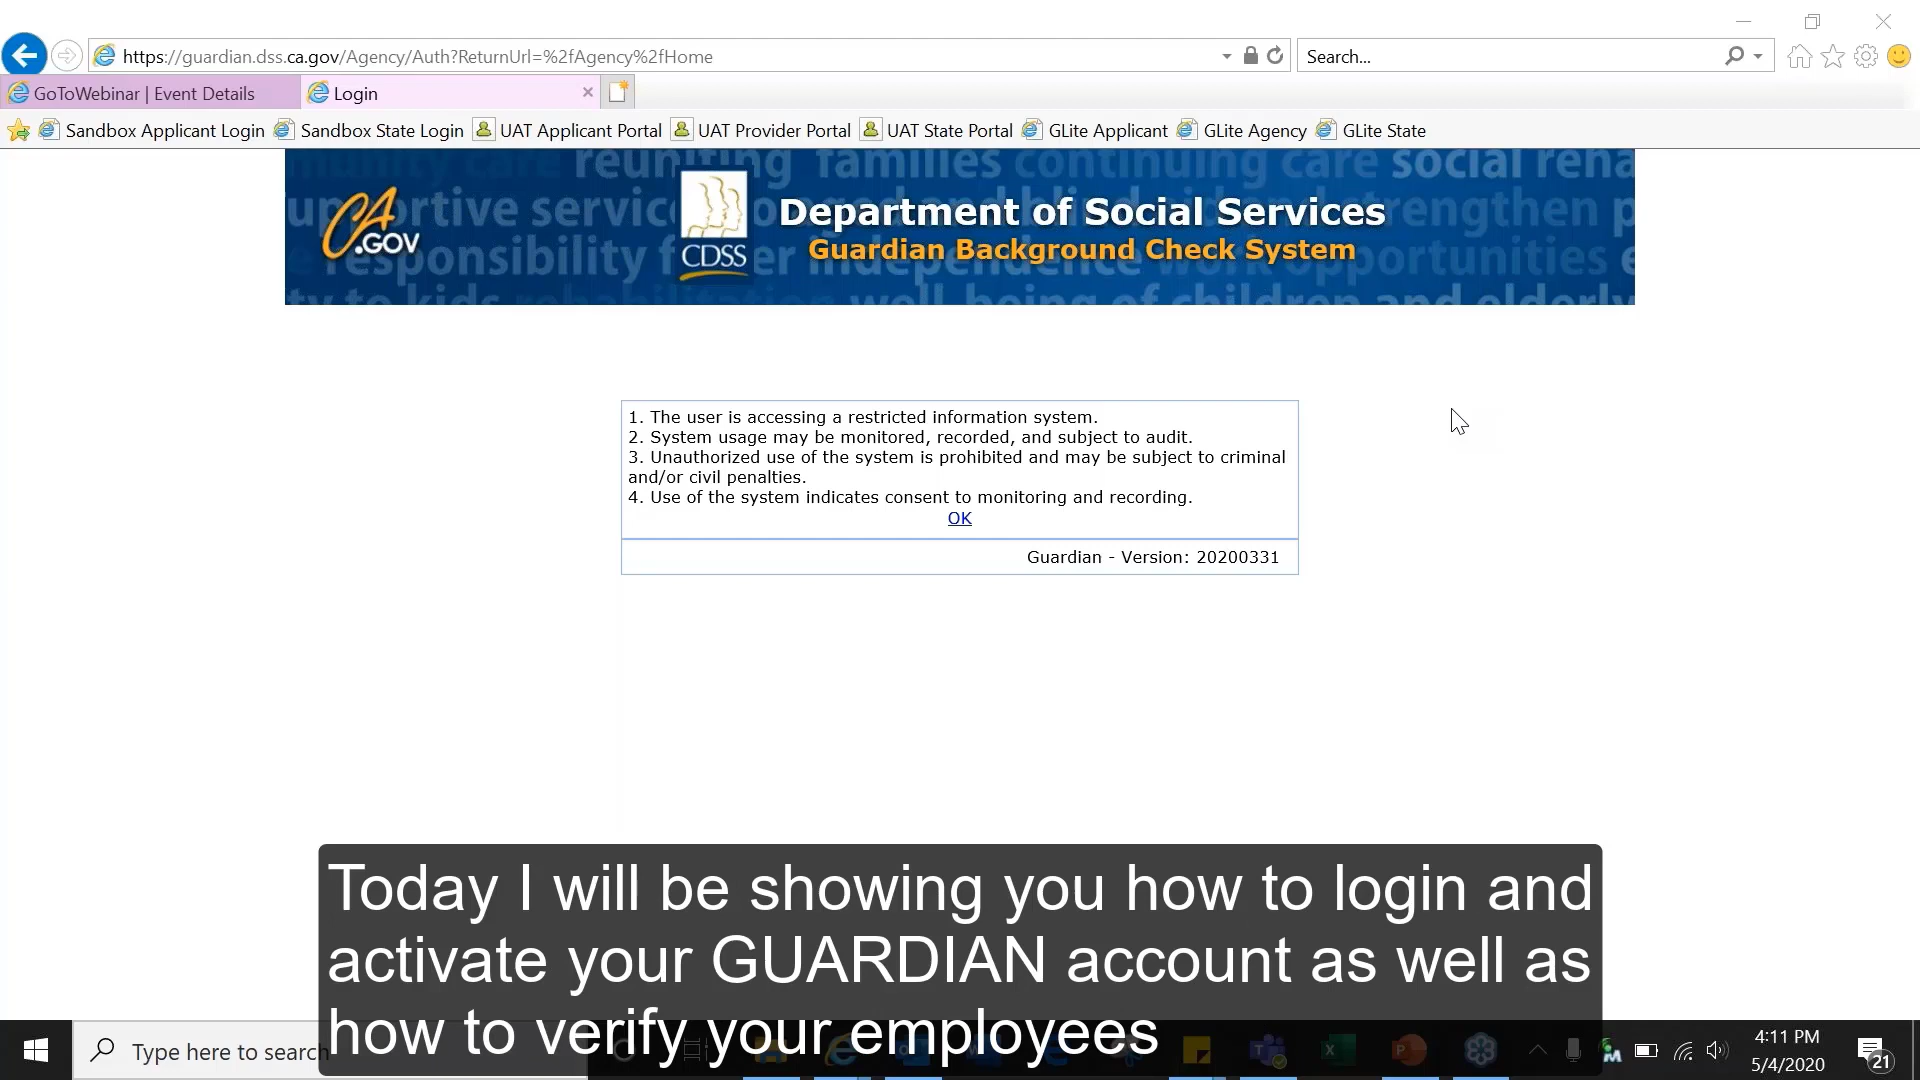 https://guardian.dss.ca.gov/Agency/Auth?ReturnUrl=%2fAgency%2fHome
Search...
GoToWebinar | Event Details
Login
Sandbox Applicant Login
Sandbox State Login
UAT Applicant Portal
UAT Provider Portal
UAT State Portal
GLite Applicant
GLite Agency
GLite State
reuniting families continuing care social reha
CA
.GOV
CDSS
Department of Social Services
Guardian Background Check System
1. The user is accessing a restricted information system.
2. System usage may be monitored, recorded, and subject to audit.
3. Unauthorized use of the system is prohibited and may be subject to criminal
and/or civil penalties.
4. Use of the system indicates consent to monitoring and recording.
OK
Guardian - Version: 20200331
Today I will be showing you how to login and
activate your GUARDIAN account as well as
how to verify your employees
Type here to search
4:11 PM
5/4/2020
21